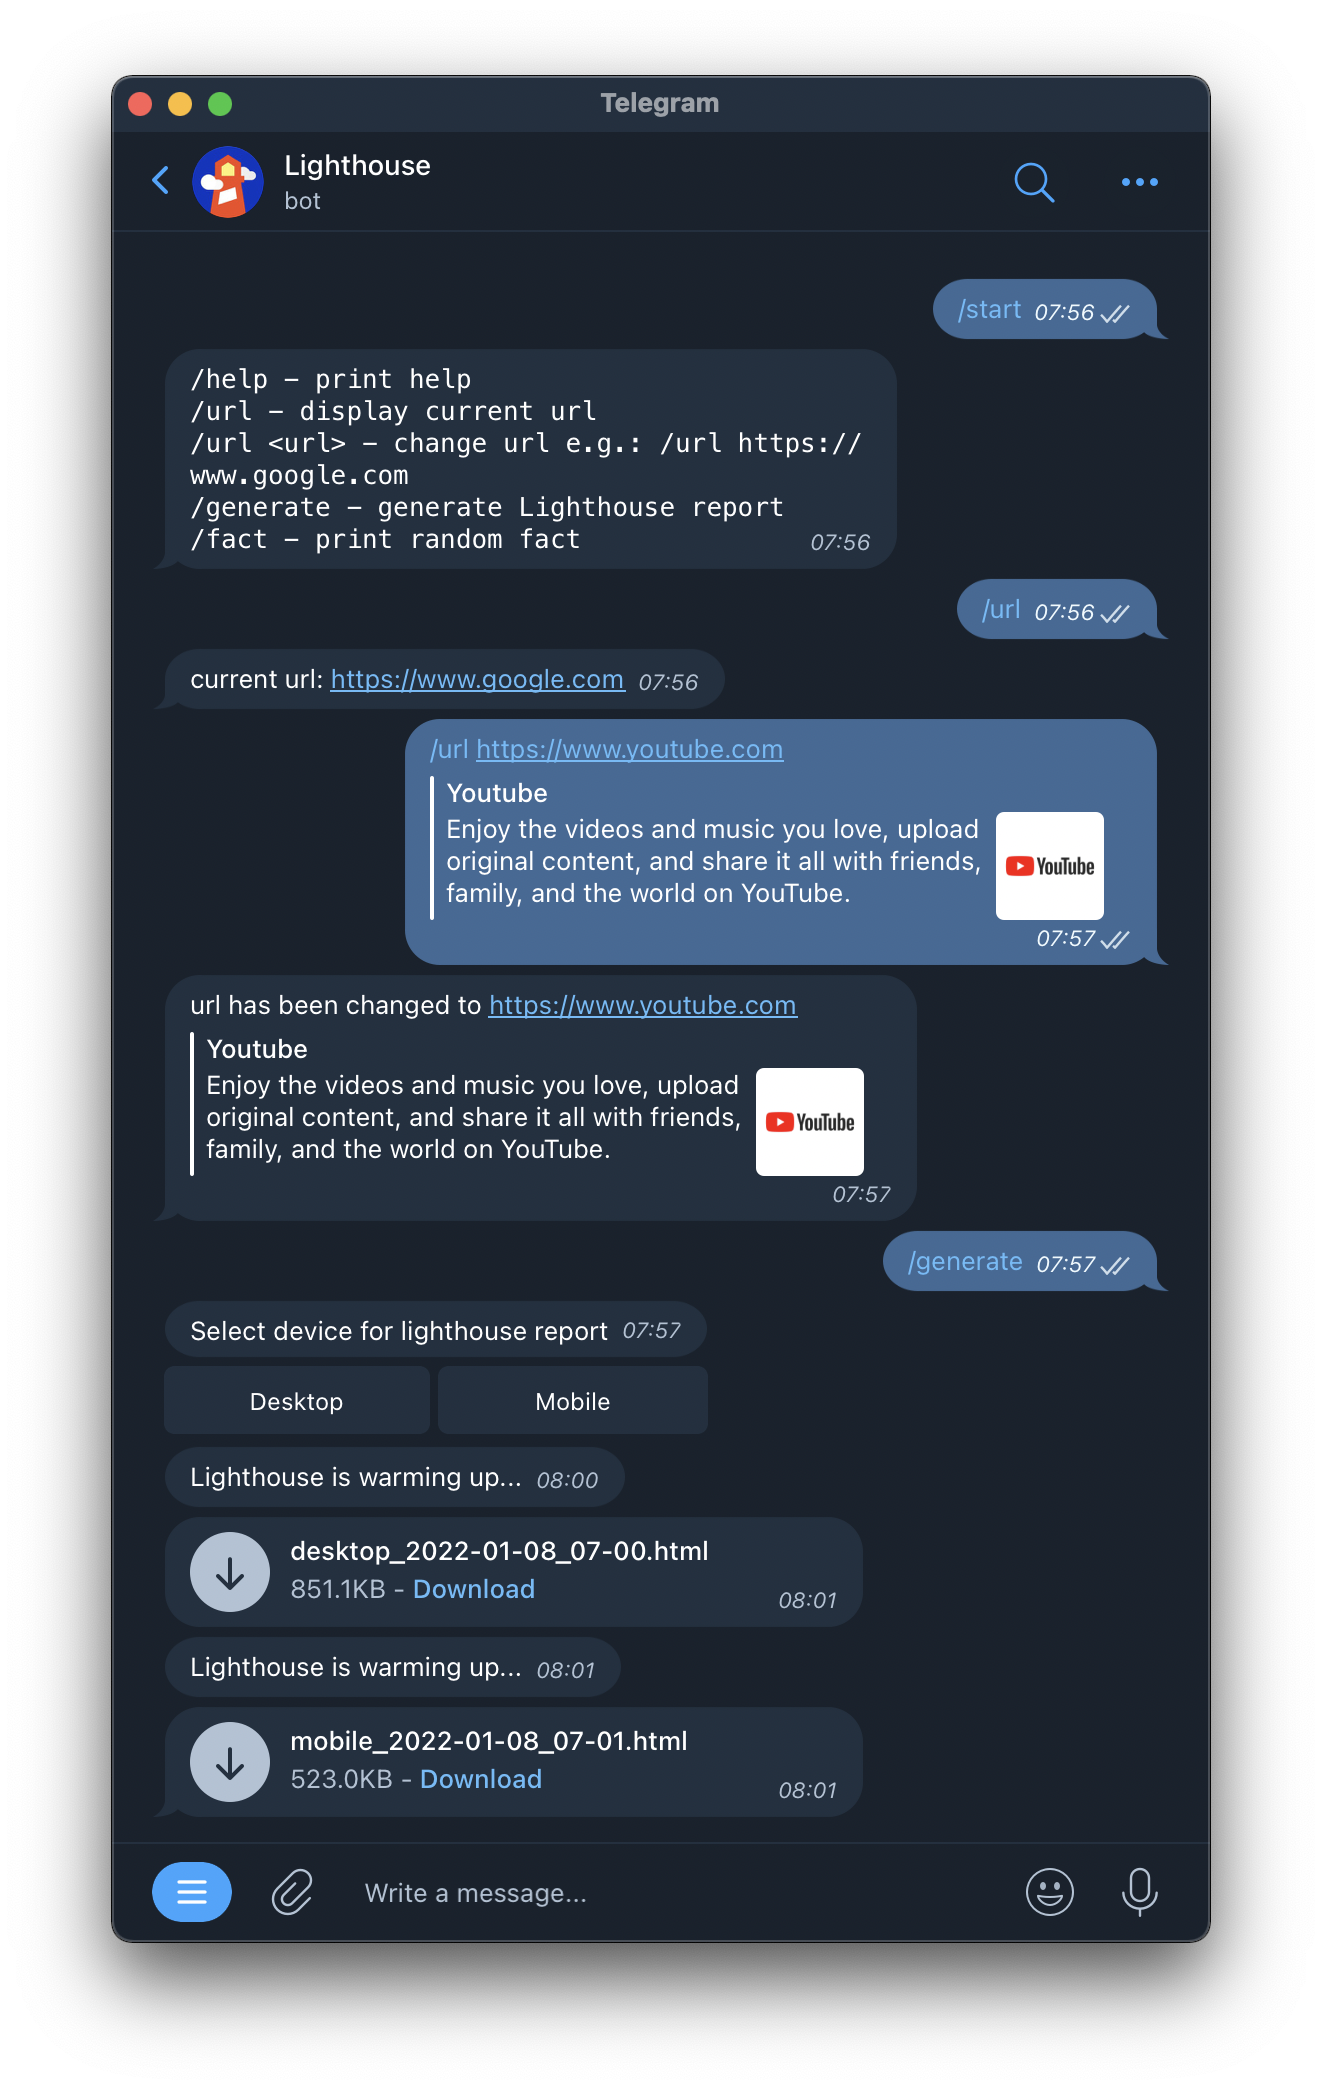 Telegram
Lighthouse
bot
/start 07:56
/help – print help
/url – display current url
/url <url> – change url e.g.: /url https://
www.google.com
/generate – generate Lighthouse report
/fact – print random fact 07:56
/url 07:56
current url: https://www.google.com 07:56
/url https://www.youtube.com
Youtube
Enjoy the videos and music you love, upload
original content, and share it all with friends,
family, and the world on YouTube.
YouTube
07:57
url has been changed to https://www.youtube.com
Youtube
Enjoy the videos and music you love, upload
original content, and share it all with friends,
family, and the world on YouTube.
YouTube
07:57
/generate 07:57
Select device for lighthouse report 07:57
Desktop Mobile
Lighthouse is warming up... 08:00
desktop_2022-01-08_07-00.html
851.1KB - Download 08:01
Lighthouse is warming up... 08:01
mobile_2022-01-08_07-01.html
523.0KB - Download 08:01
Write a message...